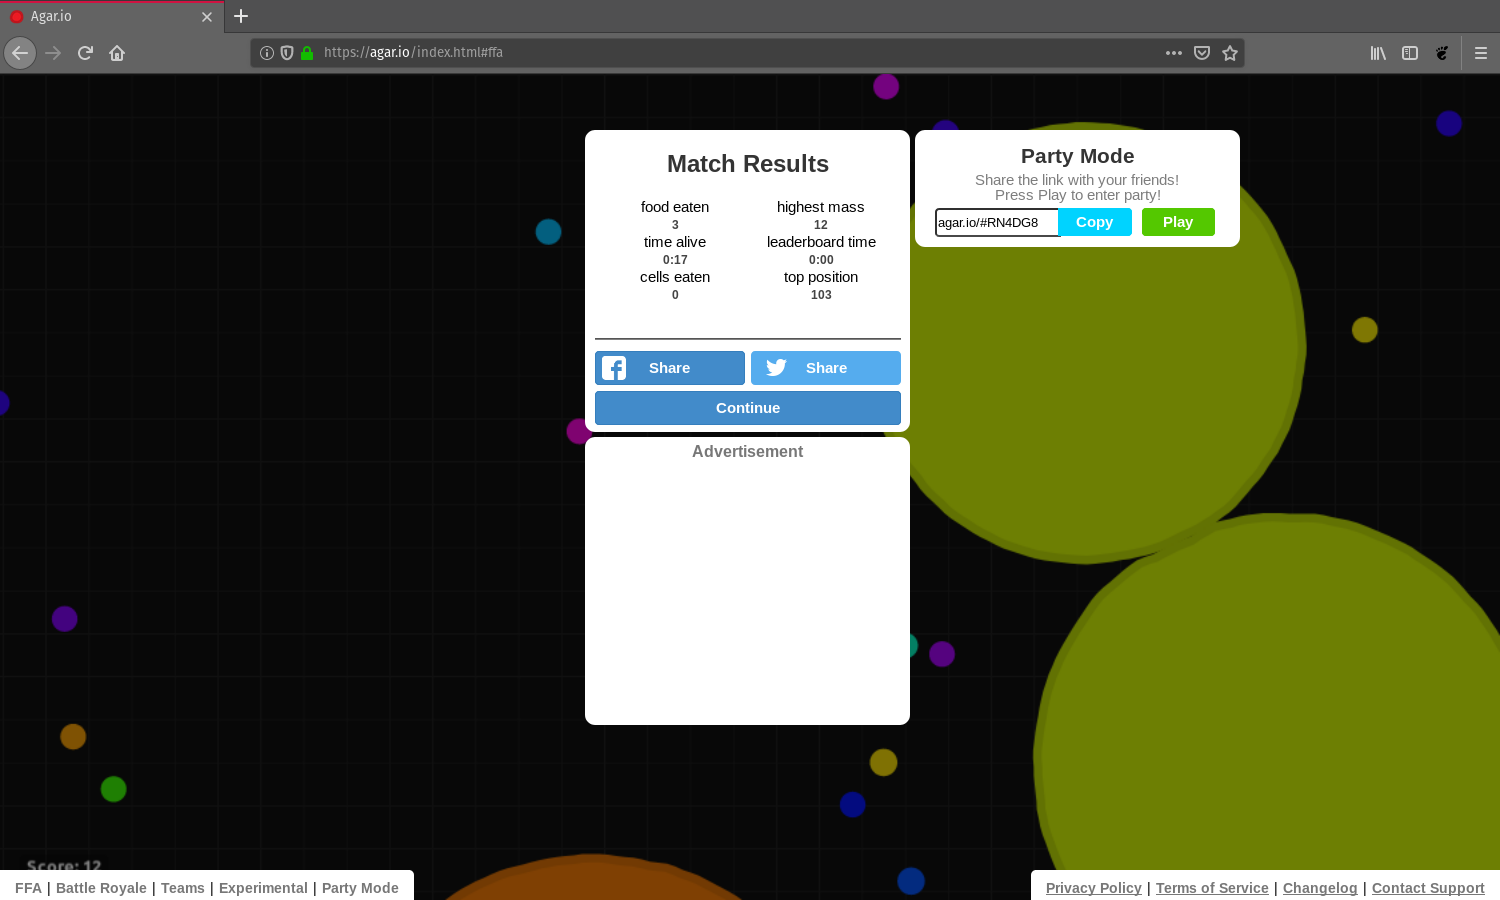 Agar.io
https://agar.io/index.html#ffa
Match Results
food eaten
3
highest mass
12
time alive
0:17
leaderboard time
0:00
cells eaten
0
top position
103
Share
Share
Continue
Advertisement
Party Mode
Share the link with your friends!
Press Play to enter party!
agar.io/#RN4DG8
Copy
Play
Score: 12
FFA | Battle Royale | Teams | Experimental | Party Mode
Privacy Policy | Terms of Service | Changelog | Contact Support